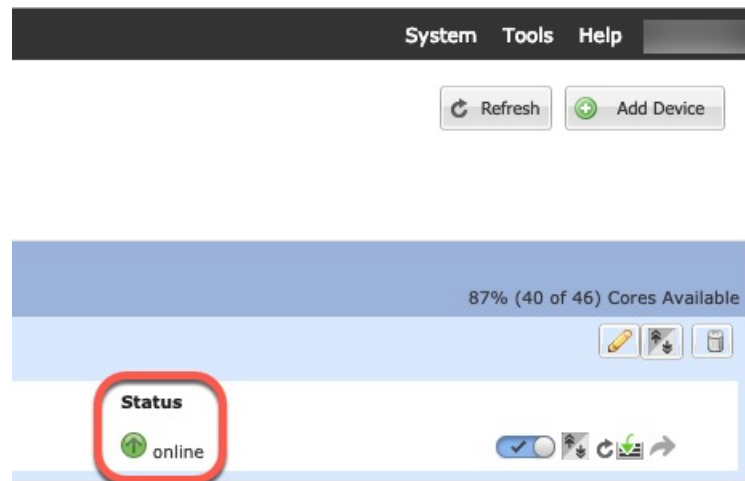 System Tools Help
Refresh Add Device
87% (40 of 46) Cores Available
Status
online